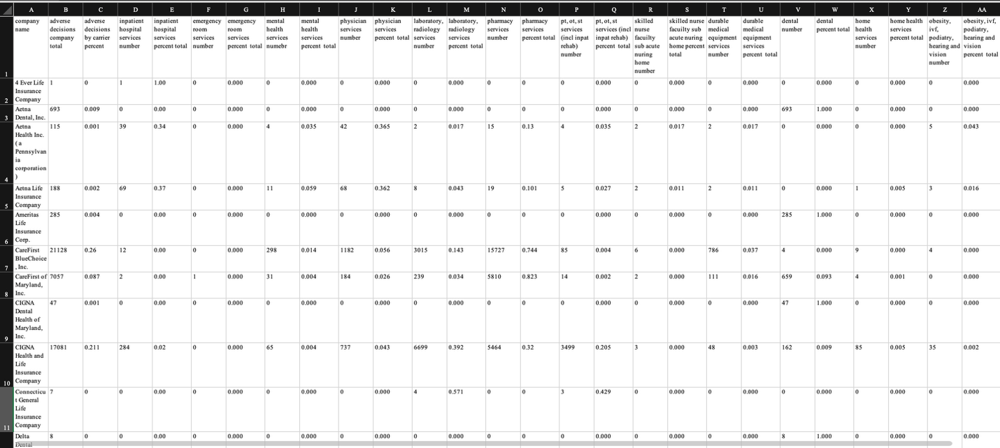 A B C D E F G H I J K L M N O P Q R S T U V W X Y Z AA
company adverse adverse inpatient inpatient emergency emergency mental mental physician physician laboratory, laboratory, pharmacy pharmacy pt, ot, st pt, ot, st skilled skilled nurse durable durable dental dental home home health obesity, obesity, ivf,
name decisions decisions hospital hospital room room health health services services radiology radiology services services services services (incl nurse facuilty sub medical medical number percent total health services ivf, podiatry,
company by carrier services services services services services services number percent total services services number percent total (incl inpat inpat rehab) facuilty acute nuring equipment equipment services percent total podiatry, hearing and
total percent number percent total number percent total numebr percent total number percent total rehab) percent total sub acute home percent services services number hearing and vision
number nuring total number percent total vision percent total
home number
1 number
4 Ever Life 1 0 1 1.00 0 0.000 0 0.000 0 0.000 0 0.000 0 0 0 0.000 0 0.000 0 0.000 0 0.000 0 0.000 0 0.000
Insurance
2 Company
Aetna 693 0.009 0 0.00 0 0.000 0 0.000 0 0.000 0 0.000 0 0 0 0.000 0 0.000 0 0.000 693 1.000 0 0.000 0 0.000
3 Dental, Inc.
Aetna 115 0.001 39 0.34 0 0.000 4 0.035 42 0.365 2 0.017 15 0.13 4 0.035 2 0.017 2 0.017 0 0.000 0 0.000 5 0.043
Health Inc.
( a
Pennsylvan
ia
corporation
4 )
Aetna Life 188 0.002 69 0.37 0 0.000 11 0.059 68 0.362 8 0.043 19 0.101 5 0.027 2 0.011 2 0.011 0 0.000 1 0.005 3 0.016
Insurance
5 Company
Ameritas 285 0.004 0 0.00 0 0.000 0 0.000 0 0.000 0 0.000 0 0 0 0.000 0 0.000 0 0.000 285 1.000 0 0.000 0 0.000
Life
Insurance
6 Corp.
CareFirst 21128 0.26 12 0.00 0 0.000 298 0.014 1182 0.056 3015 0.143 15727 0.744 85 0.004 6 0.000 786 0.037 4 0.000 9 0.000 4 0.000
BlueChoice
7 , Inc.
CareFirst of 7057 0.087 2 0.00 1 0.000 31 0.004 184 0.026 239 0.034 5810 0.823 14 0.002 2 0.000 111 0.016 659 0.093 4 0.001 0 0.000
Maryland,
8 Inc.
CIGNA 47 0.001 0 0.00 0 0.000 0 0.000 0 0.000 0 0.000 0 0 0 0.000 0 0.000 0 0.000 47 1.000 0 0.000 0 0.000
Dental
Health of
Maryland,
9 Inc.
CIGNA 17081 0.211 284 0.02 0 0.000 65 0.004 737 0.043 6699 0.392 5464 0.32 3499 0.205 3 0.000 48 0.003 162 0.009 85 0.005 35 0.002
Health and
Life
Insurance
10 Company
Connecticu 7 0 0 0.00 0 0.000 0 0.000 0 0.000 4 0.571 0 0 3 0.429 0 0.000 0 0.000 0 0.000 0 0.000 0 0.000
t General
Life
Insurance
11 Company
Delta 8 0 0 0.00 0 0.000 0 0.000 0 0.000 0 0.000 0 0 0 0.000 0 0.000 0 0.000 8 1.000 0 0.000 0 0.000
Dental